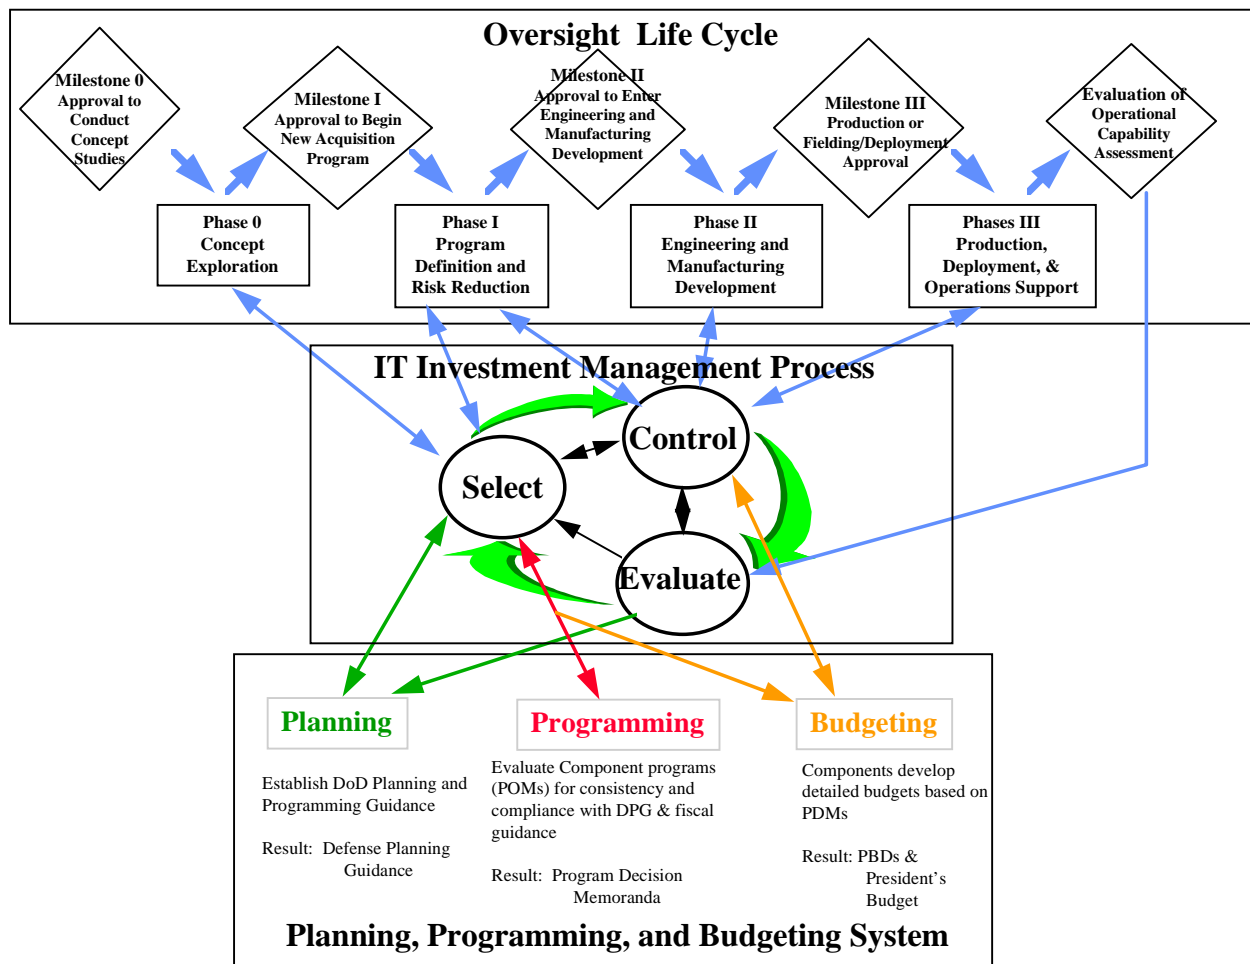 Oversight  Life Cycle
Milestone 0
Approval to
Conduct
Concept
Studies
Milestone I
Approval to Begin
New Acquisition
Program
Milestone II
Approval to Enter
Engineering and
Manufacturing
Development
Milestone III
Production or
Fielding/Deployment
Approval
Evaluation of
Operational
Capability
Assessment
Phase 0
Concept
Exploration
Phase I
Program
Definition and
Risk Reduction
Phase II
Engineering and
Manufacturing
Development
Phases III
Production,
Deployment, &
Operations Support
IT Investment Management Process
Control
Select
Evaluate
Planning
Establish DoD Planning and
Programming Guidance
Result:  Defense Planning
Guidance
Programming
Evaluate Component programs
(POMs) for consistency and
compliance with DPG & fiscal
guidance
Result:  Program Decision
Memoranda
Budgeting
Components develop
detailed budgets based on
PDMs
Result: PBDs &
President's
Budget
Planning, Programming, and Budgeting System